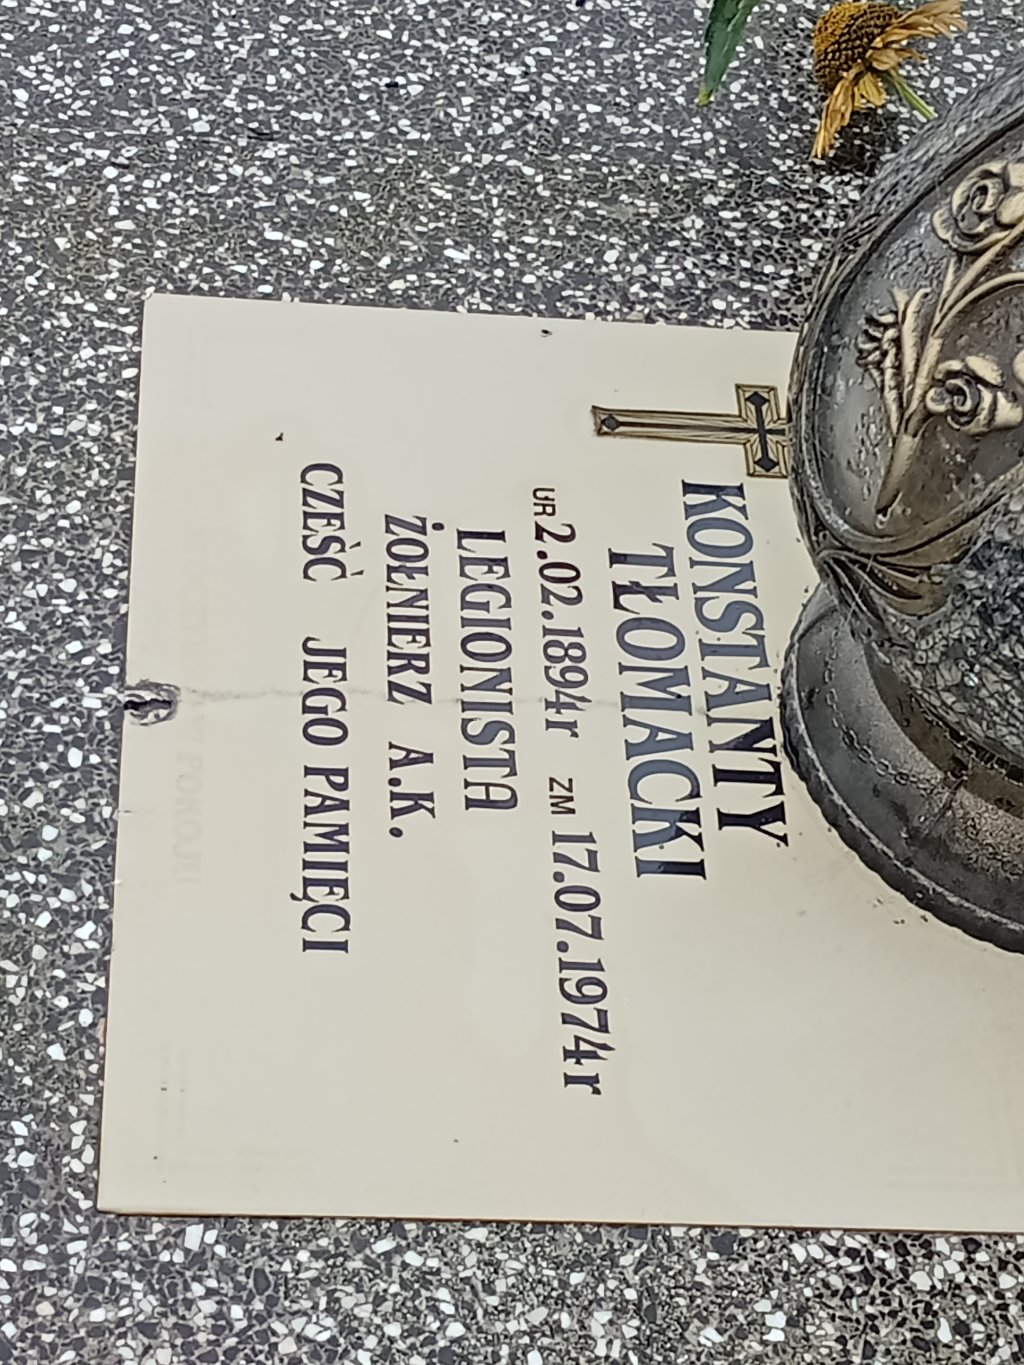 KONSTANTY
TŁOMACKI
UR 2.02.1894r ZM 17.07.1974r
LEGIONISTA
ŻOŁNIERZ A.K.
CZEŚĆ JEGO PAMIĘCI